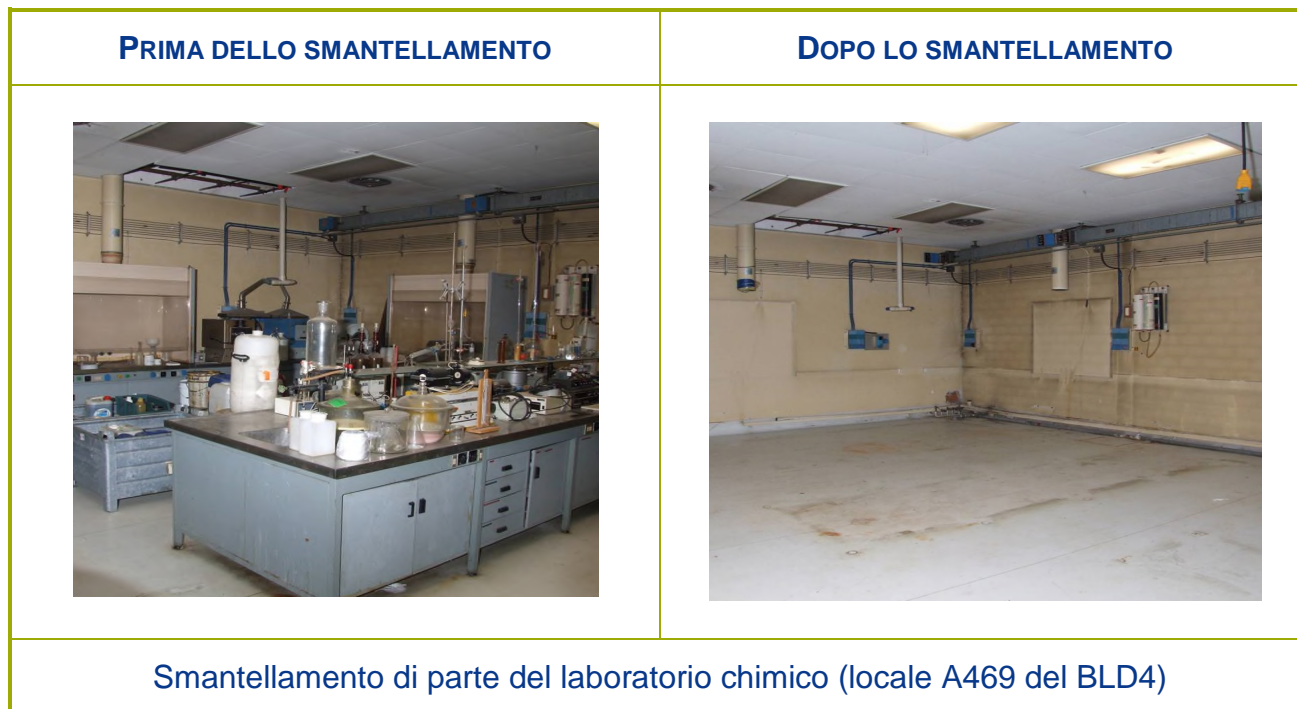 PRIMA DELLO SMANTELLAMENTO
DOPO LO SMANTELLAMENTO
Smantellamento di parte del laboratorio chimico (locale A469 del BLD4)